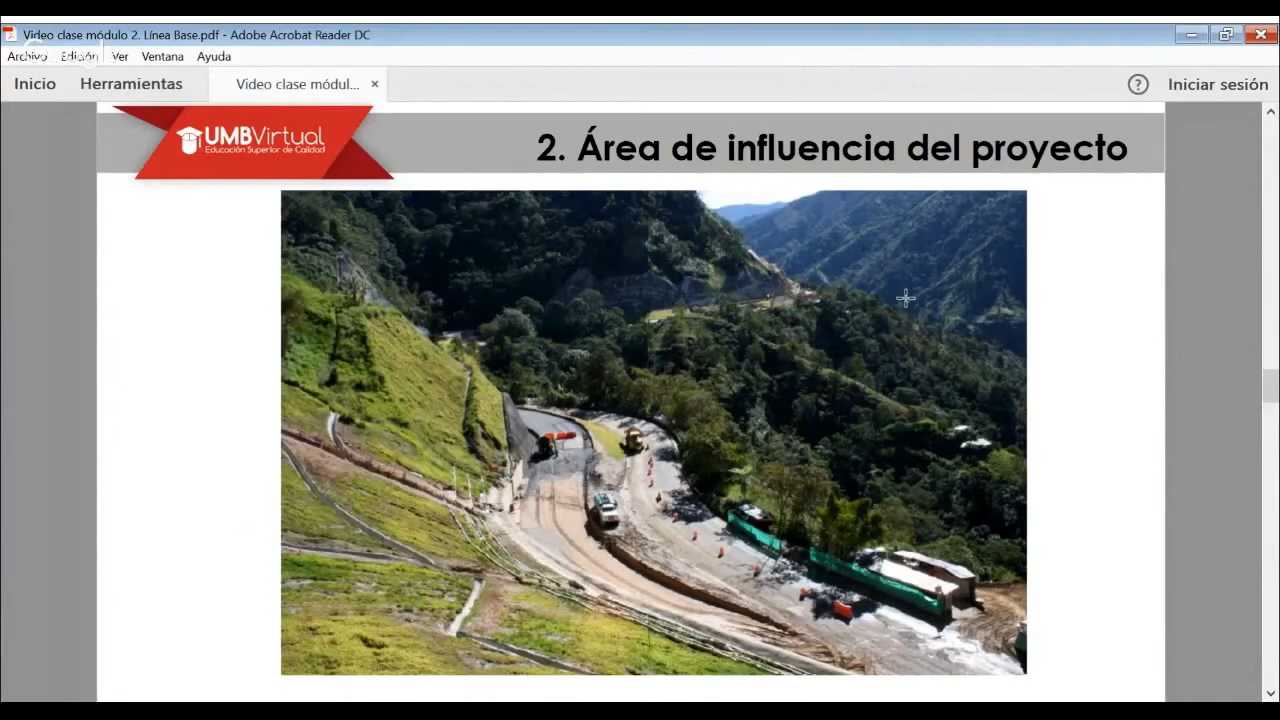 Video clase módulo 2. Línea Base.pdf - Adobe Acrobat Reader DC
Archivo Edición Ver Ventana Ayuda
Google
Inicio Herramientas Video clase módul... × ? Iniciar sesión
UMBVirtual
Educación Superior de Calidad
2. Área de influencia del proyecto